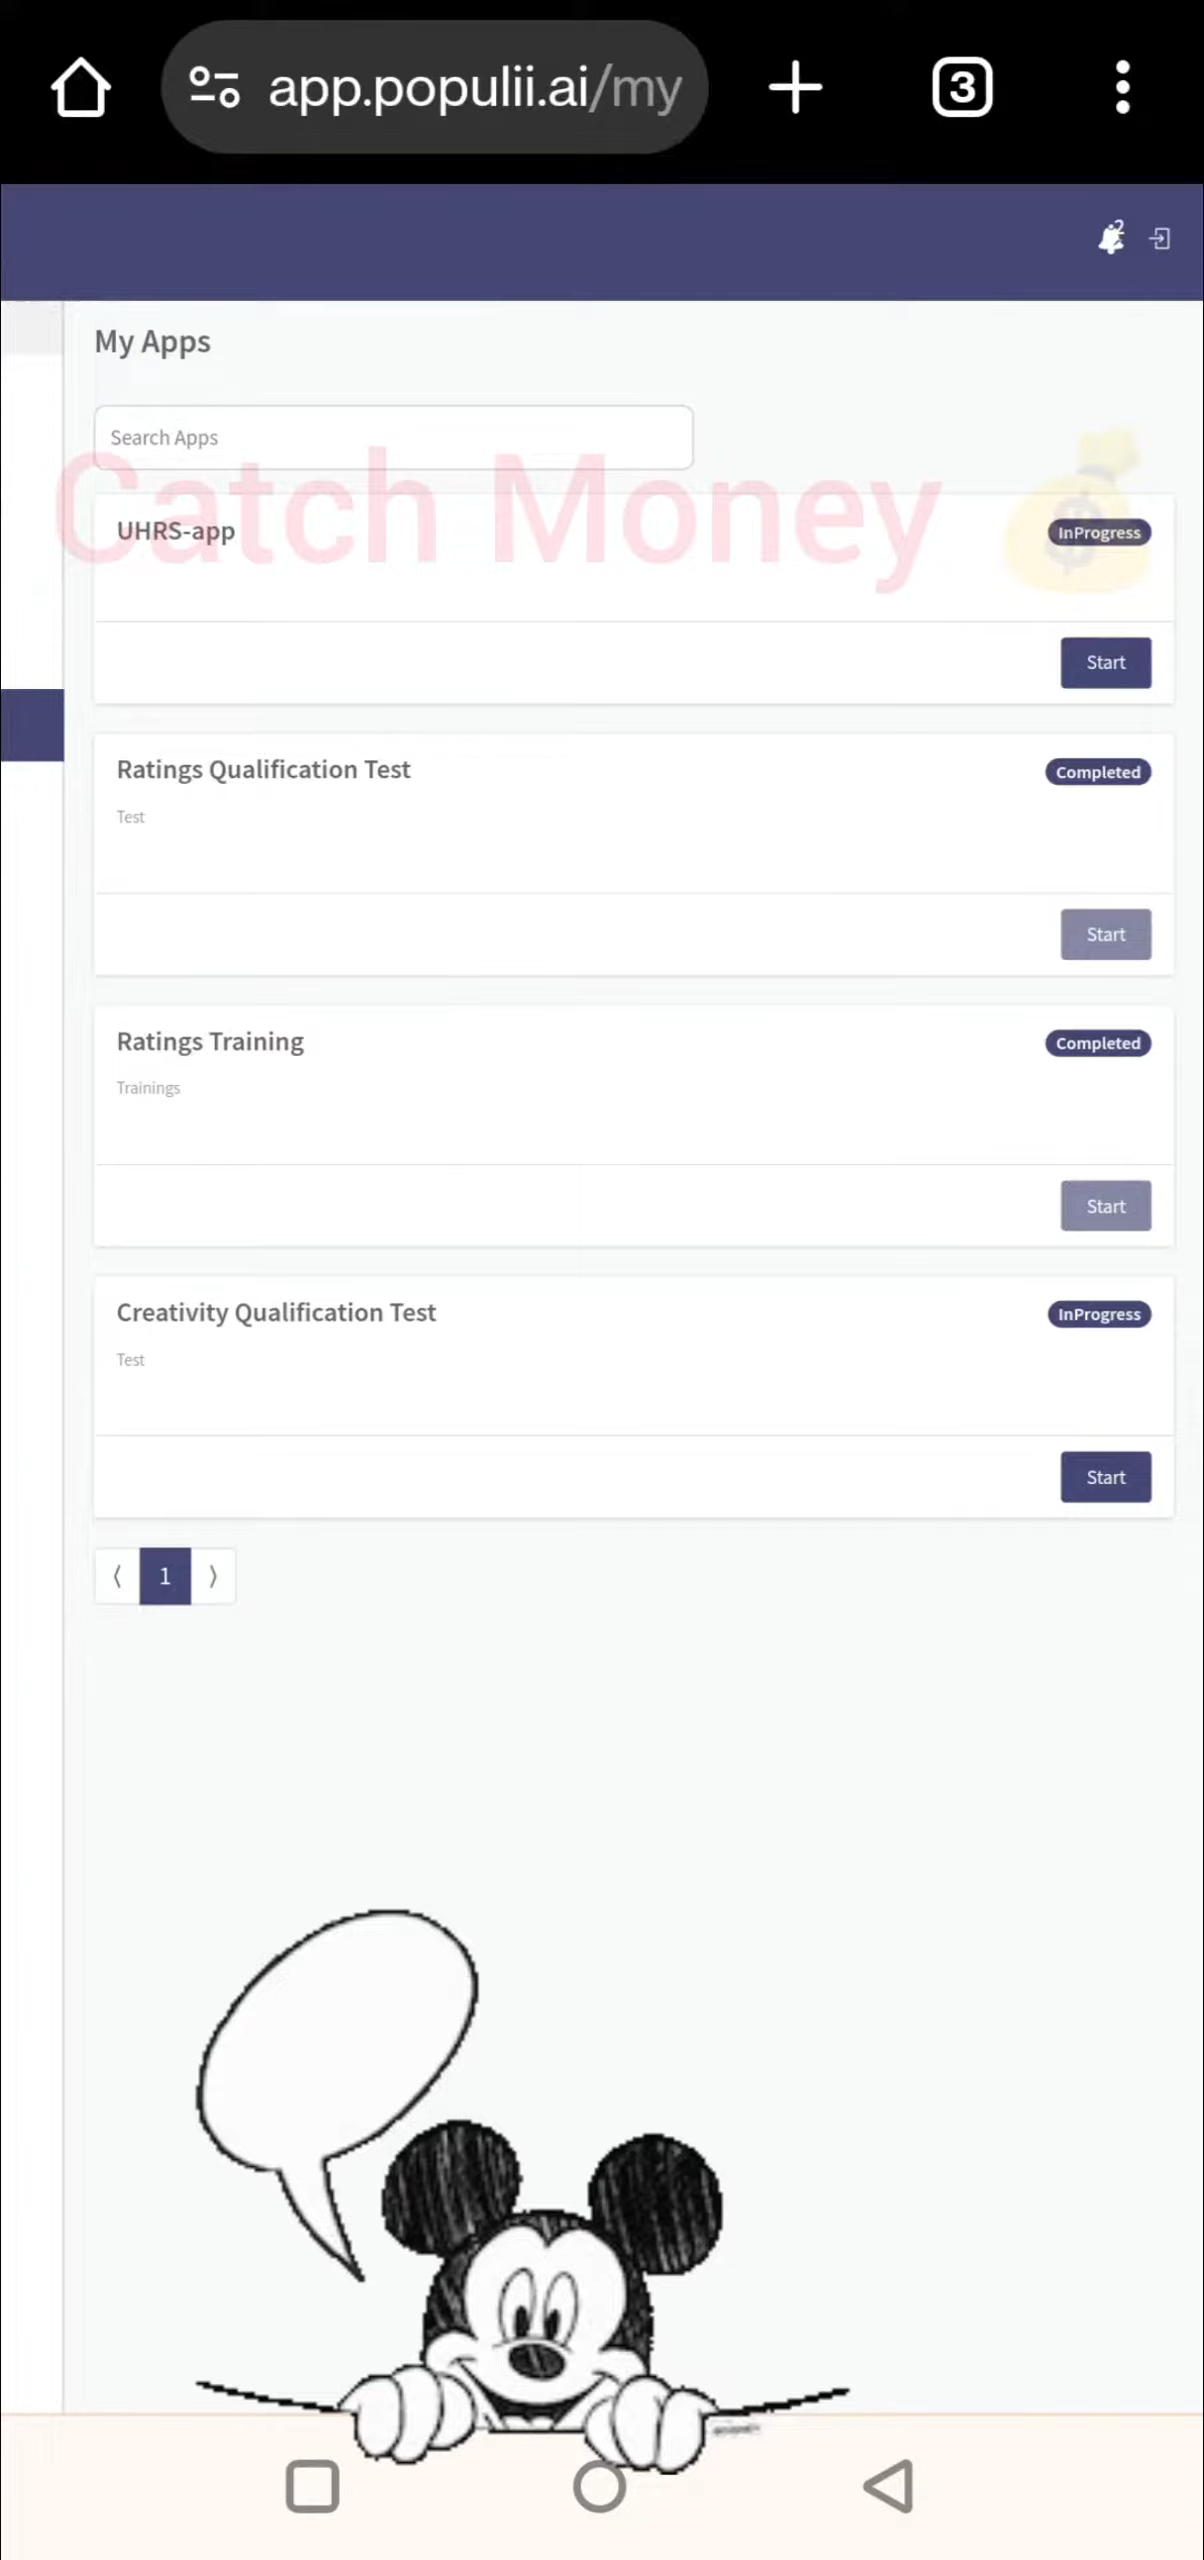 app.populii.ai/my
3
2
My Apps
Search Apps
Catch Money
UHRS-app
InProgress
Start
Ratings Qualification Test
Completed
Test
Start
Ratings Training
Completed
Trainings
Start
Creativity Qualification Test
InProgress
Test
Start
1